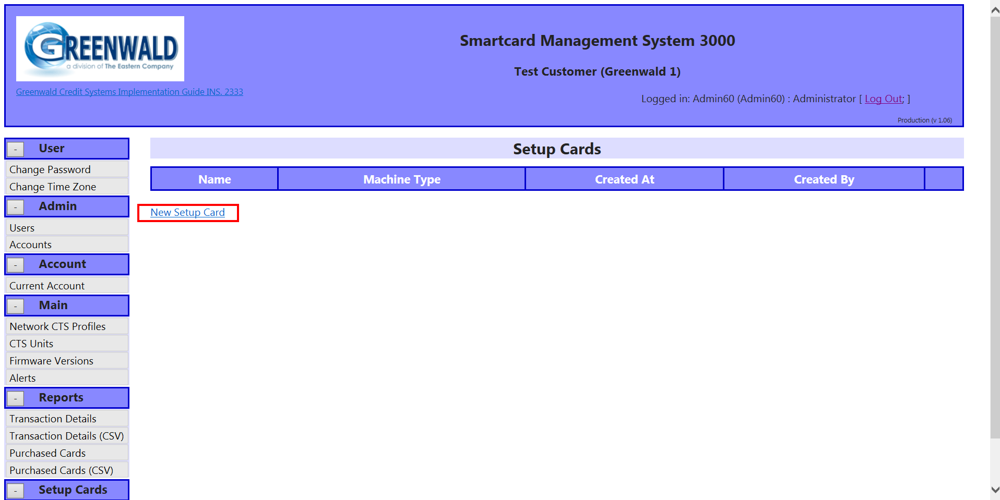 GREENWALD
a division of The Eastern Company
Greenwald Credit Systems Implementation Guide INS. 2333
Smartcard Management System 3000
Test Customer (Greenwald 1)
Logged in: Admin60 (Admin60) : Administrator [ Log Out; ]
Production (v 1.06)
- User
Change Password
Change Time Zone
- Admin
Users
Accounts
- Account
Current Account
- Main
Network CTS Profiles
CTS Units
Firmware Versions
Alerts
- Reports
Transaction Details
Transaction Details (CSV)
Purchased Cards
Purchased Cards (CSV)
- Setup Cards
Setup Cards
Name Machine Type Created At Created By
New Setup Card